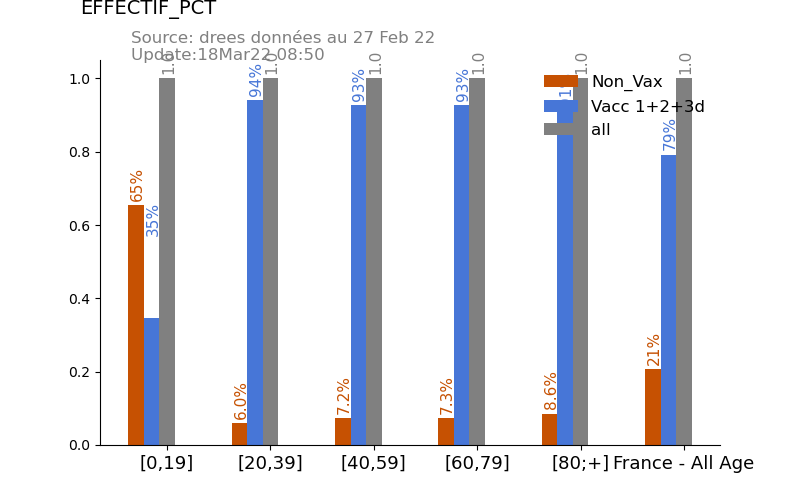 EFFECTIF_PCT
Source: drees données au 27 Feb 22
Update:18Mar22 08:50
1.0 1.0 1.0 1.0 1.0 1.0
Non_Vax
Vacc 1+2+3d
all
1.0
0.8
0.6
0.4
0.2
0.0
65% 35%
6.0% 94%
7.2% 93%
7.3% 93%
8.6%
21% 79%
[0,19] [20,39] [40,59] [60,79] [80;+] France - All Age